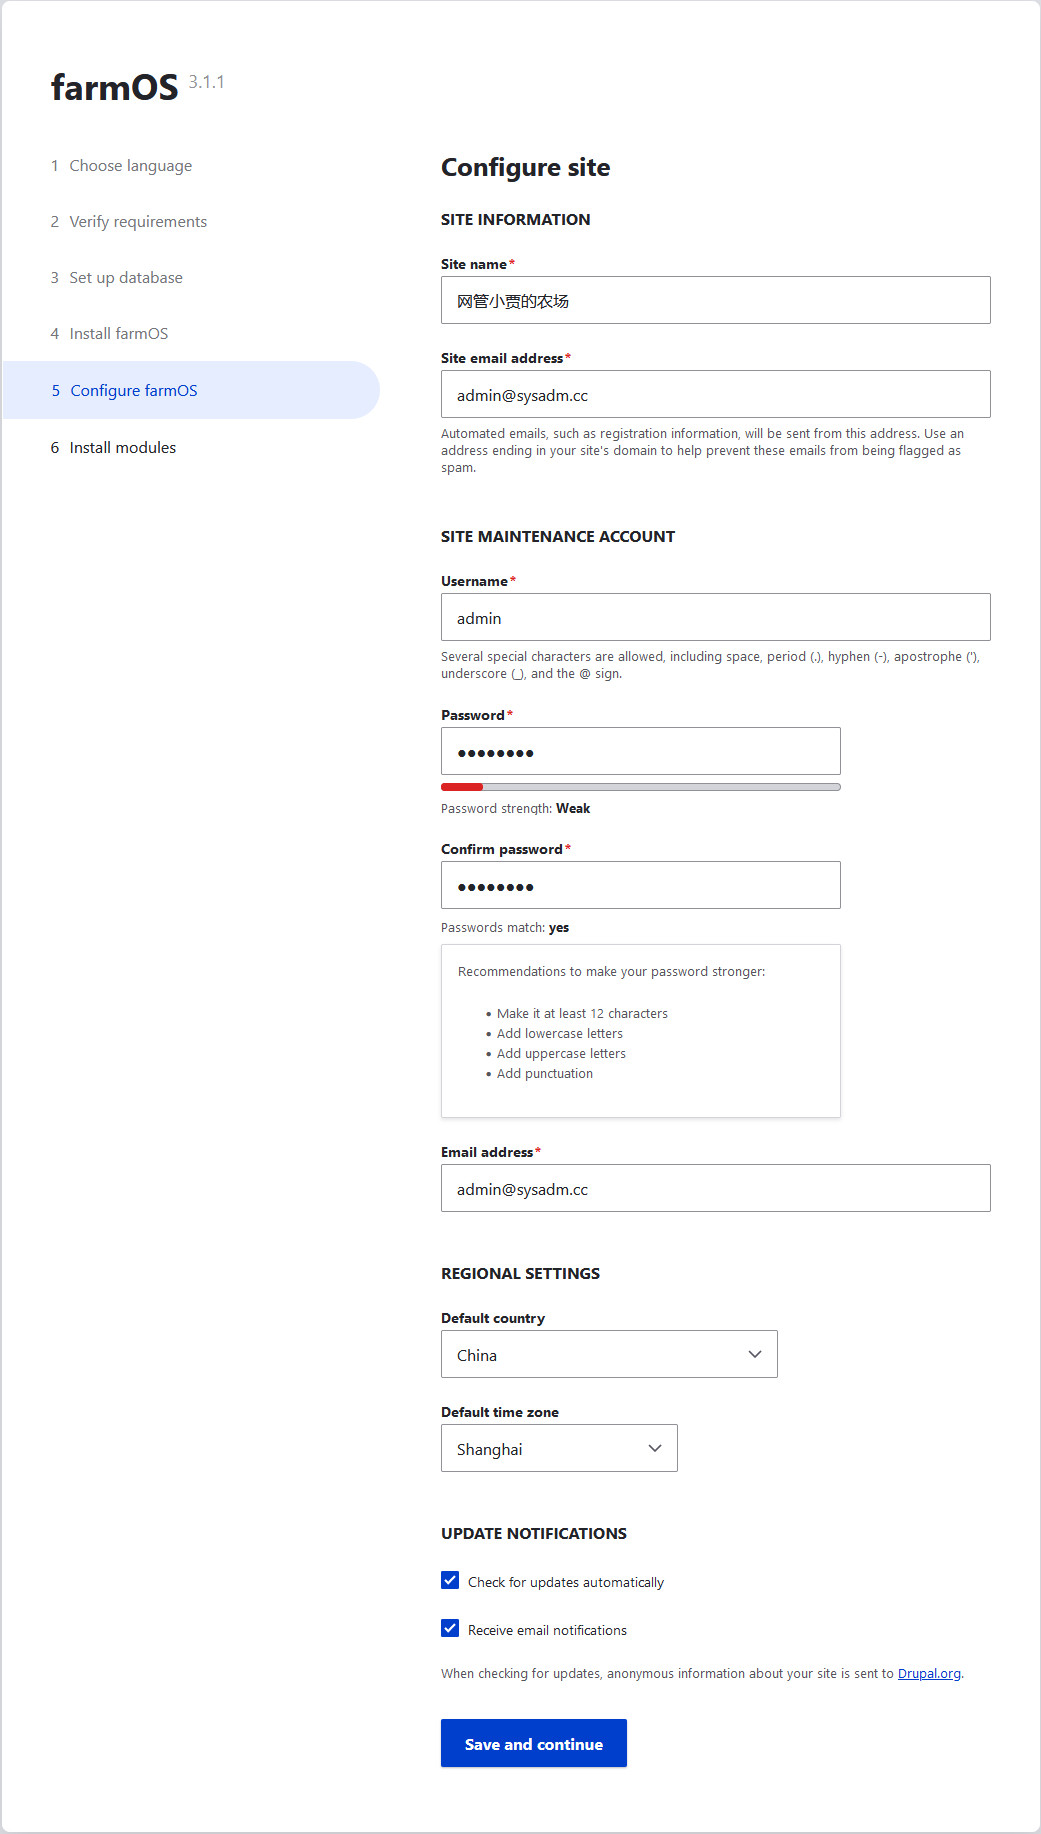 farmOS 3.1.1
1 Choose language
2 Verify requirements
3 Set up database
4 Install farmOS
5 Configure farmOS
6 Install modules
Configure site
SITE INFORMATION
Site name*
网管小贾的农场
Site email address*
admin@sysadm.cc
Automated emails, such as registration information, will be sent from this address. Use an
address ending in your site's domain to help prevent these emails from being flagged as
spam.
SITE MAINTENANCE ACCOUNT
Username*
admin
Several special characters are allowed, including space, period (.), hyphen (-), apostrophe ('),
underscore (_), and the @ sign.
Password*
••••••••
Password strength: Weak
Confirm password*
••••••••
Passwords match: yes
Recommendations to make your password stronger:
• Make it at least 12 characters
• Add lowercase letters
• Add uppercase letters
• Add punctuation
Email address*
admin@sysadm.cc
REGIONAL SETTINGS
Default country
China
Default time zone
Shanghai
UPDATE NOTIFICATIONS
Check for updates automatically
Receive email notifications
When checking for updates, anonymous information about your site is sent to Drupal.org.
Save and continue